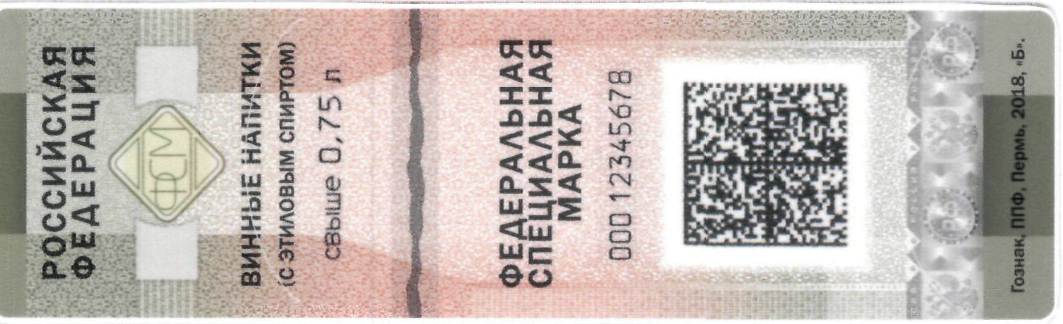 РОССИЙСКАЯ
ФЕДЕРАЦИЯ
ФСМ
ВИННЫЕ НАПИТКИ
(С ЭТИЛОВЫМ СПИРТОМ)
свыше 0,75 л
ФЕДЕРАЛЬНАЯ
СПЕЦИАЛЬНАЯ
МАРКА
000 12345678
Гознак, ППФ, Пермь, 2018, «Б».